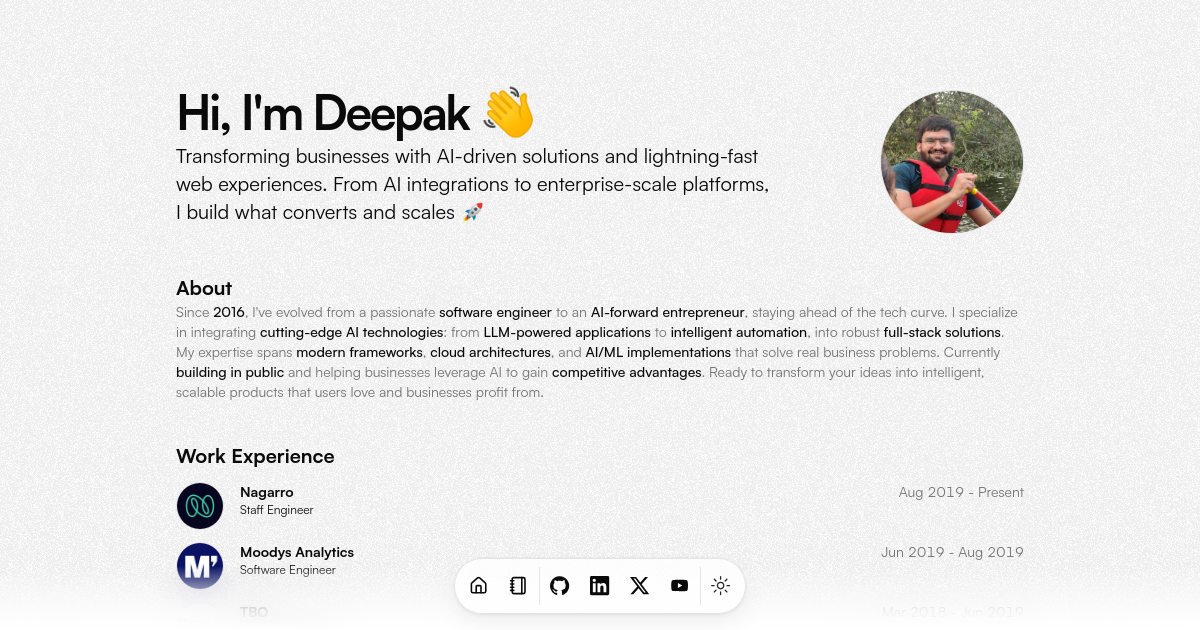 Hi, I'm Deepak 👋
Transforming businesses with AI-driven solutions and lightning-fast
web experiences. From AI integrations to enterprise-scale platforms,
I build what converts and scales 🚀
About
Since 2016, I've evolved from a passionate software engineer to an AI-forward entrepreneur, staying ahead of the tech curve. I specialize
in integrating cutting-edge AI technologies: from LLM-powered applications to intelligent automation, into robust full-stack solutions.
My expertise spans modern frameworks, cloud architectures, and AI/ML implementations that solve real business problems. Currently
building in public and helping businesses leverage AI to gain competitive advantages. Ready to transform your ideas into intelligent,
scalable products that users love and businesses profit from.
Work Experience
Nagarro
Aug 2019 - Present
Staff Engineer
M'
Moodys Analytics
Jun 2019 - Aug 2019
Software Engineer
TBO
Mar 2018 - Jun 2019